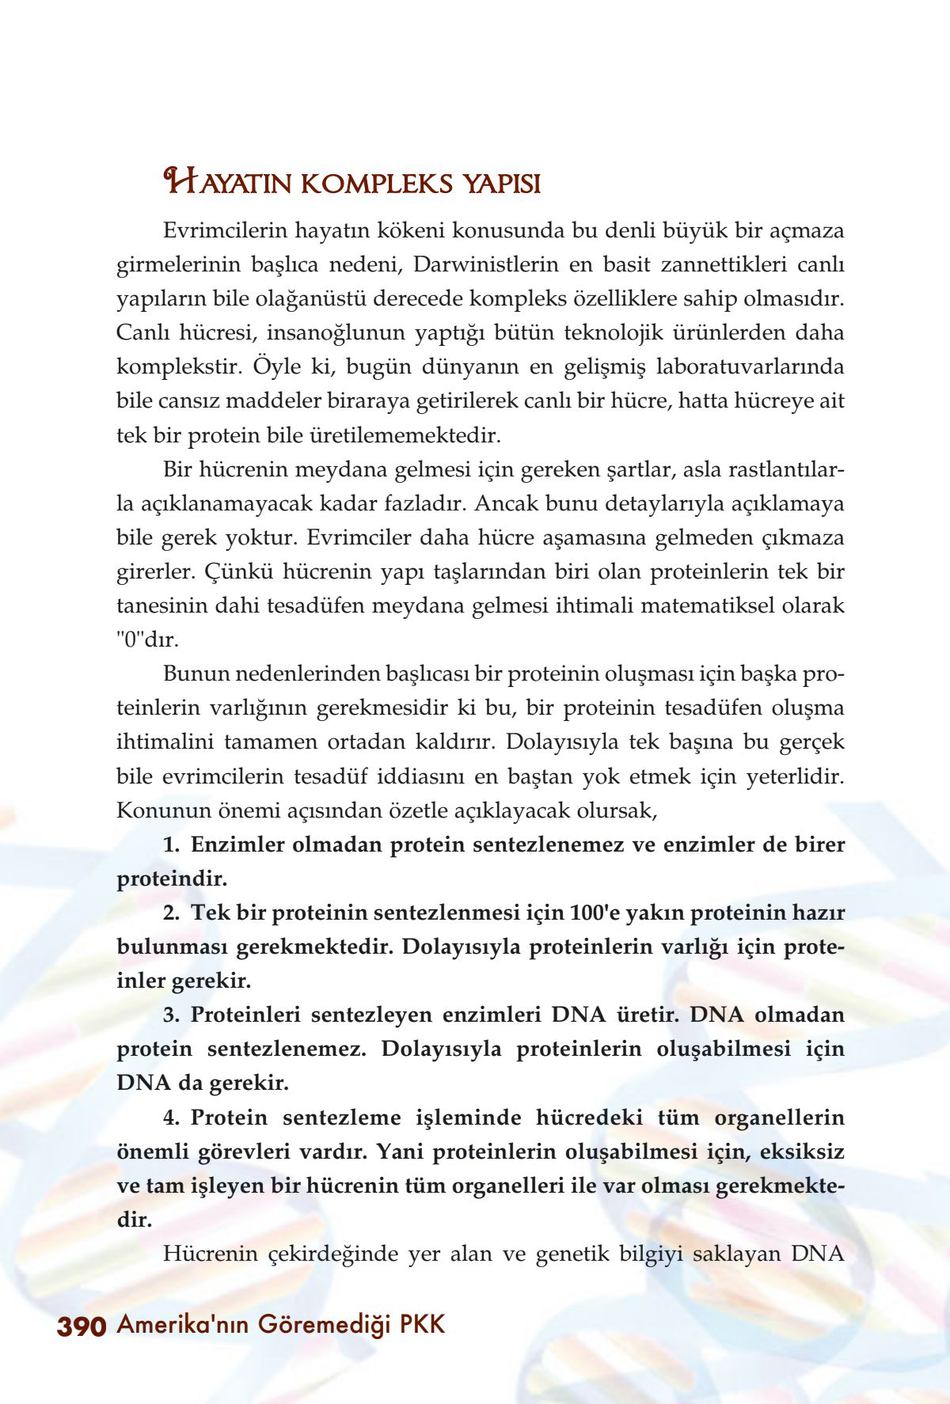 HAYATIN KOMPLEKS YAPISI
Evrimcilerin hayatın kökeni konusunda bu denli büyük bir açmaza
girmelerinin başlıca nedeni, Darwinistlerin en basit zannettikleri canlı
yapıların bile olağanüstü derecede kompleks özelliklere sahip olmasıdır.
Canlı hücresi, insanoğlunun yaptığı bütün teknolojik ürünlerden daha
komplekstir. Öyle ki, bugün dünyanın en gelişmiş laboratuvarlarında
bile cansız maddeler biraraya getirilerek canlı bir hücre, hatta hücreye ait
tek bir protein bile üretilememektedir.
Bir hücrenin meydana gelmesi için gereken şartlar, asla rastlantılar-
la açıklanamayacak kadar fazladır. Ancak bunu detaylarıyla açıklamaya
bile gerek yoktur. Evrimciler daha hücre aşamasına gelmeden çıkmaza
girerler. Çünkü hücrenin yapı taşlarından biri olan proteinlerin tek bir
tanesinin dahi tesadüfen meydana gelmesi ihtimali matematiksel olarak
"0"dır.
Bunun nedenlerinden başlıcası bir proteinin oluşması için başka pro-
teinlerin varlığının gerekmesidir ki bu, bir proteinin tesadüfen oluşma
ihtimalini tamamen ortadan kaldırır. Dolayısıyla tek başına bu gerçek
bile evrimcilerin tesadüf iddiasını en baştan yok etmek için yeterlidir.
Konunun önemi açısından özetle açıklayacak olursak,
1. Enzimler olmadan protein sentezlenemez ve enzimler de birer
proteindir.
2. Tek bir proteinin sentezlenmesi için 100'e yakın proteinin hazır
bulunması gerekmektedir. Dolayısıyla proteinlerin varlığı için prote-
inler gerekir.
3. Proteinleri sentezleyen enzimleri DNA üretir. DNA olmadan
protein sentezlenemez. Dolayısıyla proteinlerin oluşabilmesi için
DNA da gerekir.
4. Protein sentezleme işleminde hücredeki tüm organellerin
önemli görevleri vardır. Yani proteinlerin oluşabilmesi için, eksiksiz
ve tam işleyen bir hücrenin tüm organelleri ile var olması gerekmekte-
dir.
Hücrenin çekirdeğinde yer alan ve genetik bilgiyi saklayan DNA
390 Amerika'nın Göremediği PKK